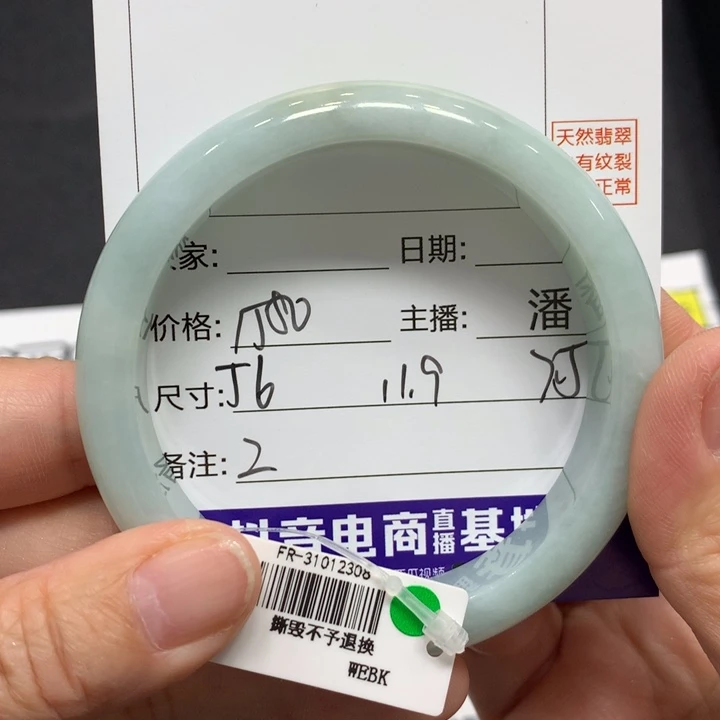 天然翡翠
有纹裂
正常
家:
日期:
价格:
主播: 潘
尺寸: 56 11.9
备注: 2
抖音电商直播基
FR-31012308
撕毁不予退换
WEBK